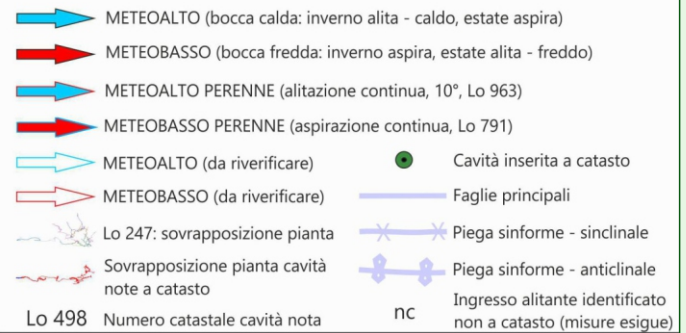 METEOALTO (bocca calda: inverno alita - caldo, estate aspira)
METEOBASSO (bocca fredda: inverno aspira, estate alita - freddo)
METEOALTO PERENNE (alitazione continua, 10°, Lo 963)
METEOBASSO PERENNE (aspirazione continua, Lo 791)
METEOALTO (da riverificare)
METEOBASSO (da riverificare)
Lo 247: sovrapposizione pianta
Sovrapposizione pianta cavità
note a catasto
Lo 498 Numero catastale cavità nota
Cavità inserita a catasto
Faglie principali
Piega sinforme - sinclinale
Piega sinforme - anticlinale
nc Ingresso alitante identificato
non a catasto (misure esigue)